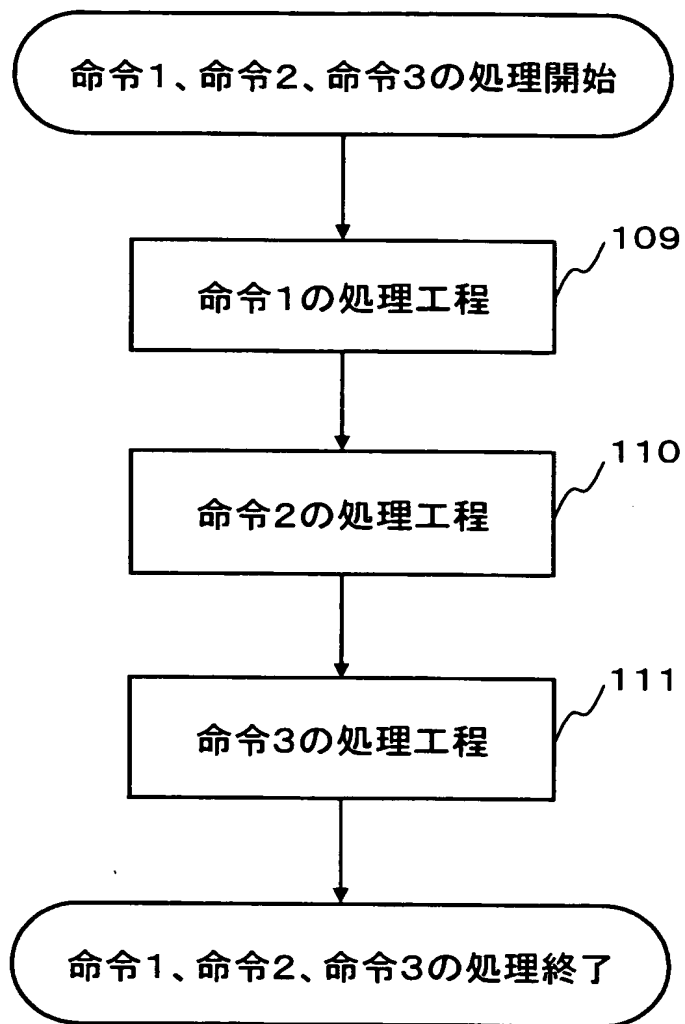 命令1、命令2、命令3の処理開始
109
命令1の処理工程
110
命令2の処理工程
111
命令3の処理工程
命令1、命令2、命令3の処理終了